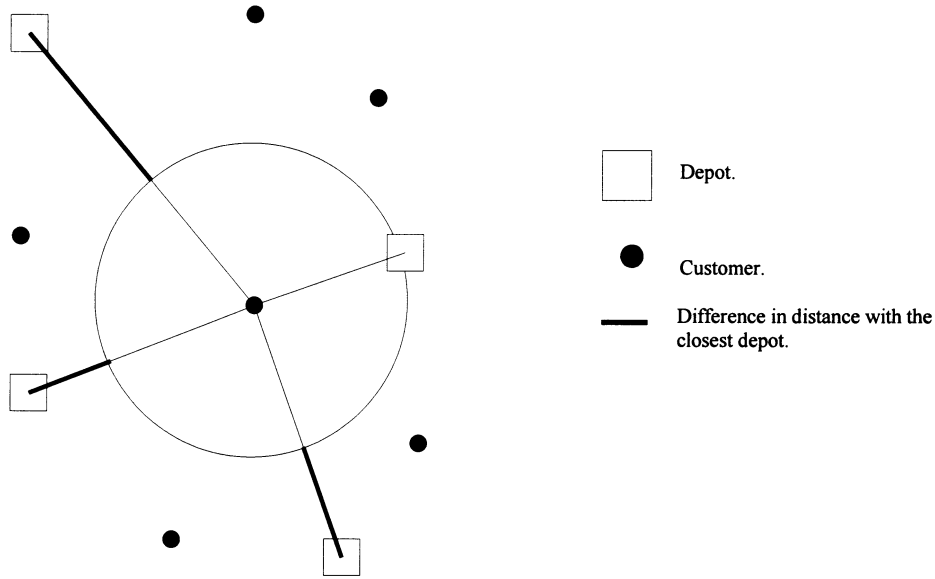 Depot.
Customer.
Difference in distance with the
closest depot.